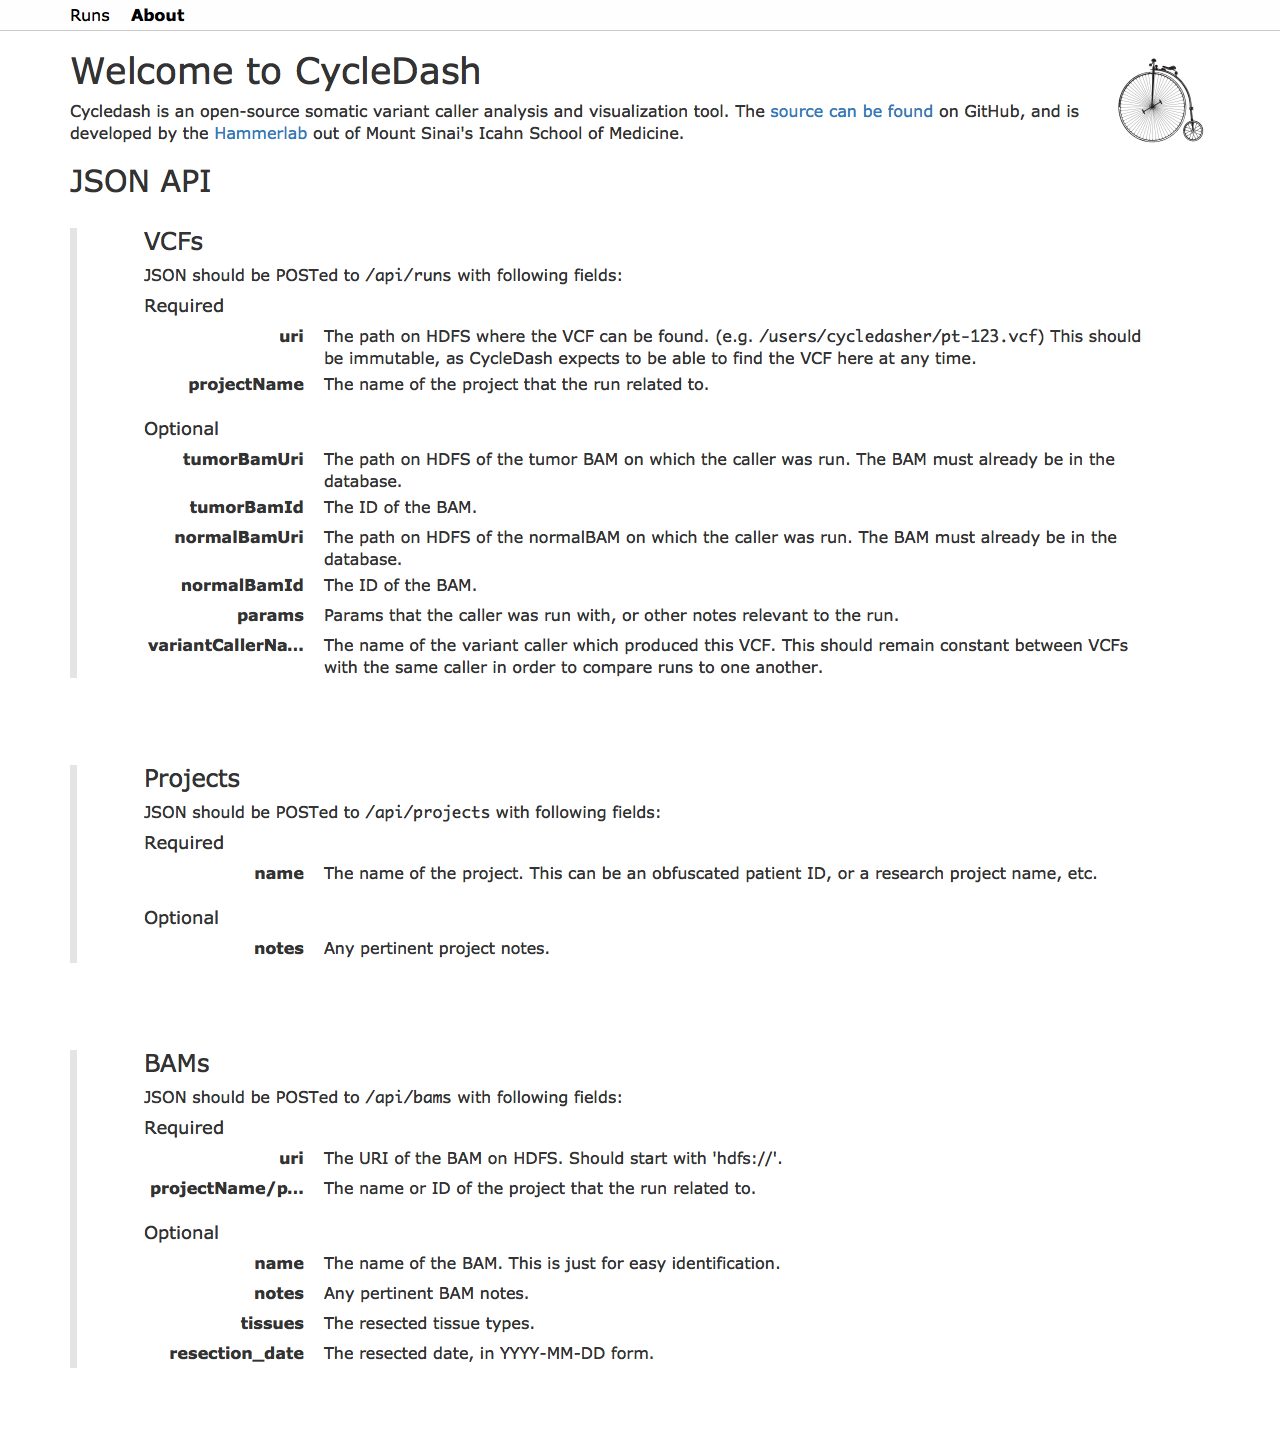 Runs About
Welcome to CycleDash
Cycledash is an open-source somatic variant caller analysis and visualization tool. The source can be found on GitHub, and is
developed by the Hammerlab out of Mount Sinai's Icahn School of Medicine.
JSON API
VCFs
JSON should be POSTed to /api/runs with following fields:
Required
uri The path on HDFS where the VCF can be found. (e.g. /users/cycledasher/pt-123.vcf) This should
be immutable, as CycleDash expects to be able to find the VCF here at any time.
projectName The name of the project that the run related to.
Optional
tumorBamUri The path on HDFS of the tumor BAM on which the caller was run. The BAM must already be in the
database.
tumorBamId The ID of the BAM.
normalBamUri The path on HDFS of the normalBAM on which the caller was run. The BAM must already be in the
database.
normalBamId The ID of the BAM.
params Params that the caller was run with, or other notes relevant to the run.
variantCallerNa... The name of the variant caller which produced this VCF. This should remain constant between VCFs
with the same caller in order to compare runs to one another.
Projects
JSON should be POSTed to /api/projects with following fields:
Required
name The name of the project. This can be an obfuscated patient ID, or a research project name, etc.
Optional
notes Any pertinent project notes.
BAMs
JSON should be POSTed to /api/bams with following fields:
Required
uri The URI of the BAM on HDFS. Should start with 'hdfs://'.
projectName/p... The name or ID of the project that the run related to.
Optional
name The name of the BAM. This is just for easy identification.
notes Any pertinent BAM notes.
tissues The resected tissue types.
resection_date The resected date, in YYYY-MM-DD form.